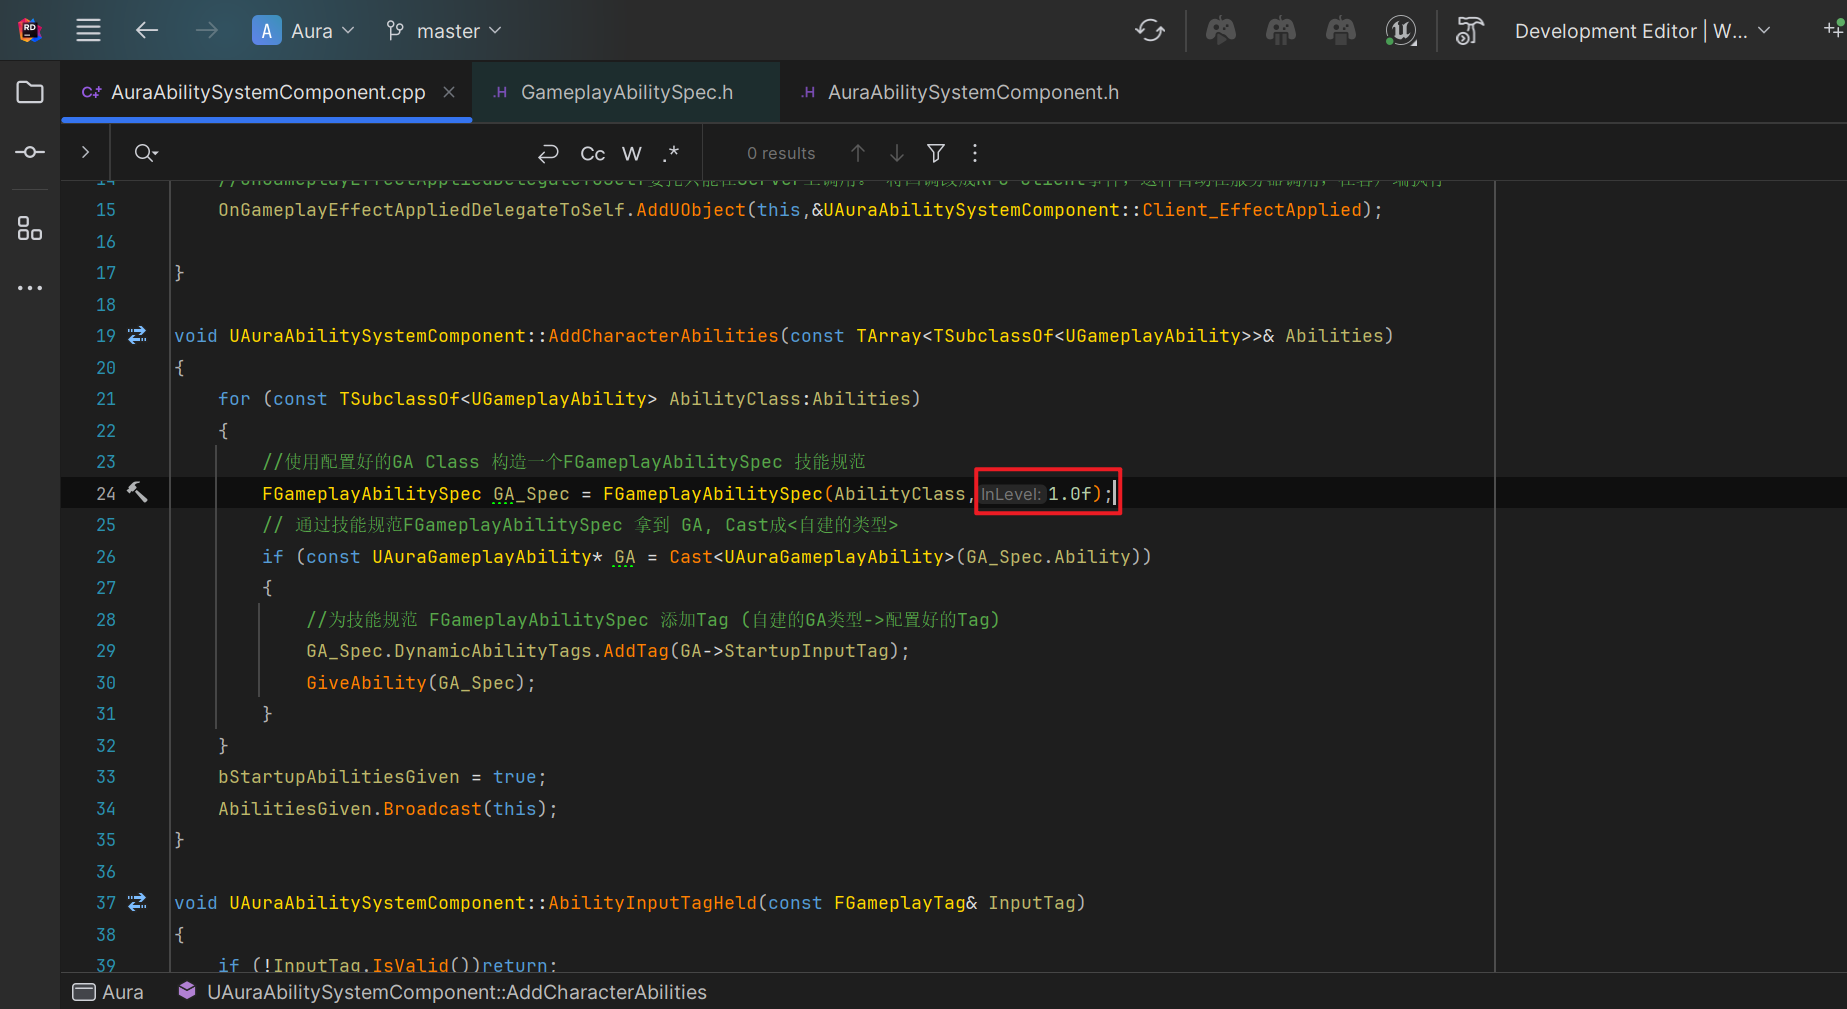 A Aura master Development Editor | W...
AuraAbilitySystemComponent.cpp .H GameplayAbilitySpec.h .H AuraAbilitySystemComponent.h
Cc W .* 0 results
15 OnGameplayEffectAppliedDelegateToSelf.AddUObject(this,&UAuraAbilitySystemComponent::Client_EffectApplied);
16
17 }
18
19 void UAuraAbilitySystemComponent::AddCharacterAbilities(const TArray<TSubclassOf<UGameplayAbility>>& Abilities)
20 {
21 for (const TSubclassOf<UGameplayAbility> AbilityClass:Abilities)
22 {
23 //使用配置好的GA Class 构造一个FGameplayAbilitySpec 技能规范
24 FGameplayAbilitySpec GA_Spec = FGameplayAbilitySpec(AbilityClass,InLevel:1.0f);
25 // 通过技能规范FGameplayAbilitySpec 拿到 GA, Cast成<自建的类型>
26 if (const UAuraGameplayAbility* GA = Cast<UAuraGameplayAbility>(GA_Spec.Ability))
27 {
28 //为技能规范 FGameplayAbilitySpec 添加Tag (自建的GA类型->配置好的Tag)
29 GA_Spec.DynamicAbilityTags.AddTag(GA->StartupInputTag);
30 GiveAbility(GA_Spec);
31 }
32 }
33 bStartupAbilitiesGiven = true;
34 AbilitiesGiven.Broadcast(this);
35 }
36
37 void UAuraAbilitySystemComponent::AbilityInputTagHeld(const FGameplayTag& InputTag)
38 {
39 if (!InputTag.IsValid())return;
Aura UAuraAbilitySystemComponent::AddCharacterAbilities